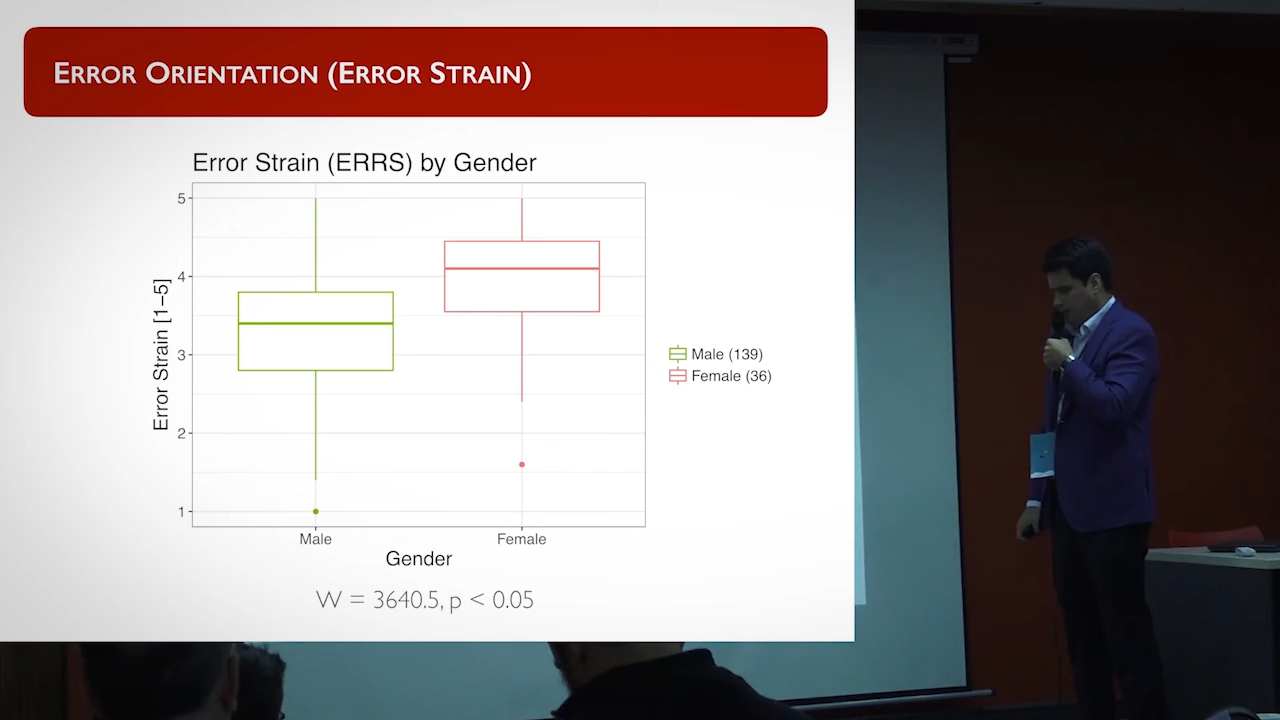 ERROR ORIENTATION (ERROR STRAIN)
Error Strain (ERRS) by Gender
Error Strain [1–5]
5
4
3
2
1
Male
Female
Gender
Male (139)
Female (36)
W = 3640.5, p < 0.05